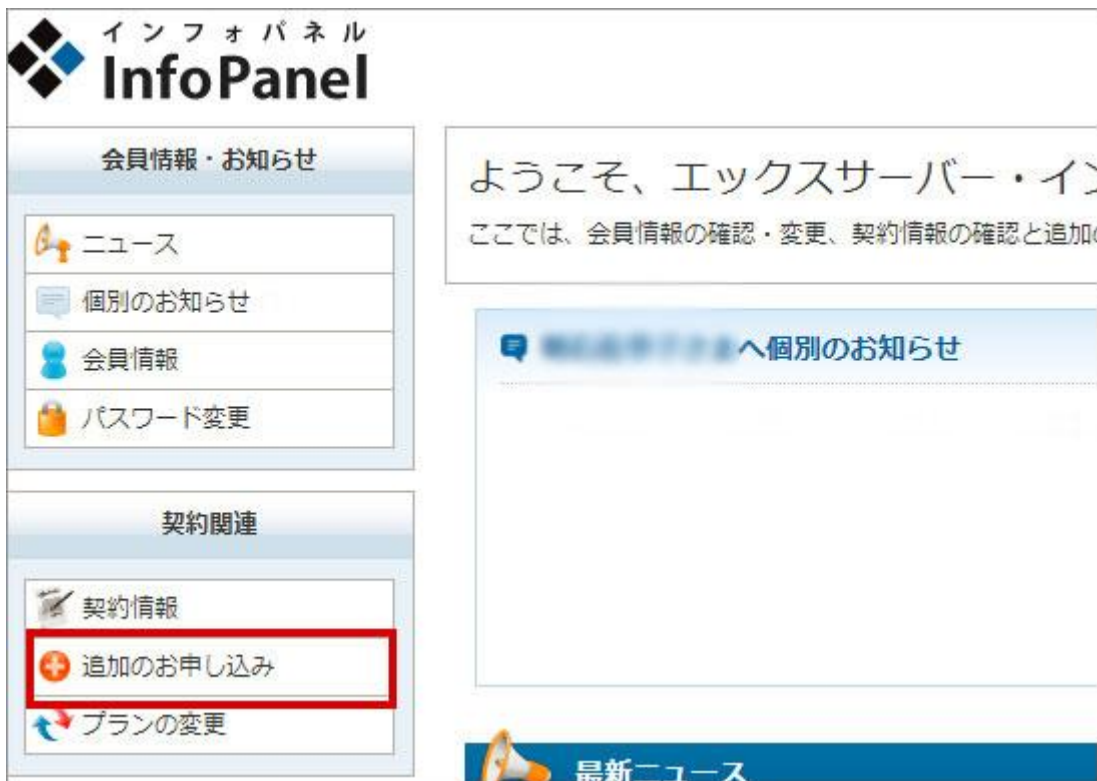 インフォパネル
InfoPanel
会員情報・お知らせ
ニュース
個別のお知らせ
会員情報
パスワード変更
契約関連
契約情報
追加のお申し込み
プランの変更
ようこそ、エックスサーバー・イン
ここでは、会員情報の確認・変更、契約情報の確認と追加の
へ個別のお知らせ
最新ニュース